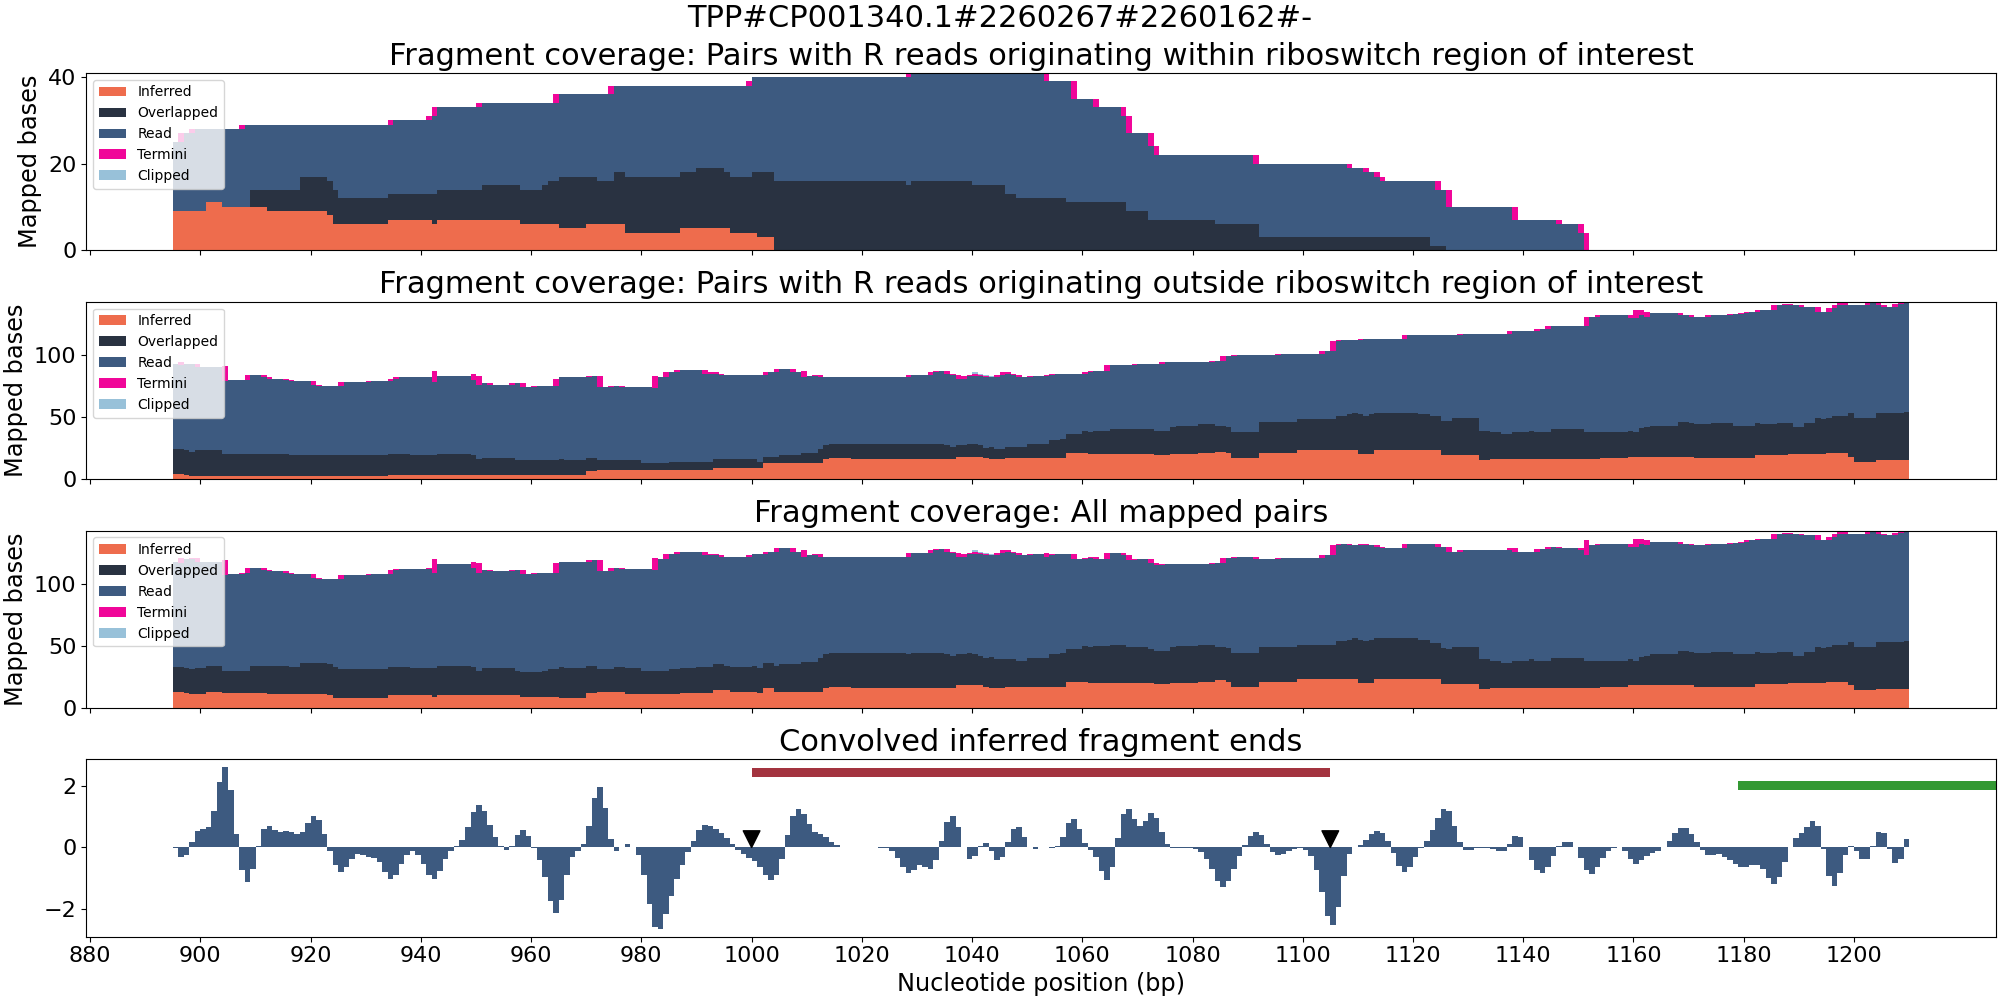 TPP#CP001340.1#2260267#2260162#-
Fragment coverage: Pairs with R reads originating within riboswitch region of interest
Mapped bases
40
20
0
Inferred
Overlapped
Read
Termini
Clipped
Fragment coverage: Pairs with R reads originating outside riboswitch region of interest
Mapped bases
100
50
0
Inferred
Overlapped
Read
Termini
Clipped
Fragment coverage: All mapped pairs
Mapped bases
100
50
0
Inferred
Overlapped
Read
Termini
Clipped
Convolved inferred fragment ends
2
0
−2
880 900 920 940 960 980 1000 1020 1040 1060 1080 1100 1120 1140 1160 1180 1200
Nucleotide position (bp)